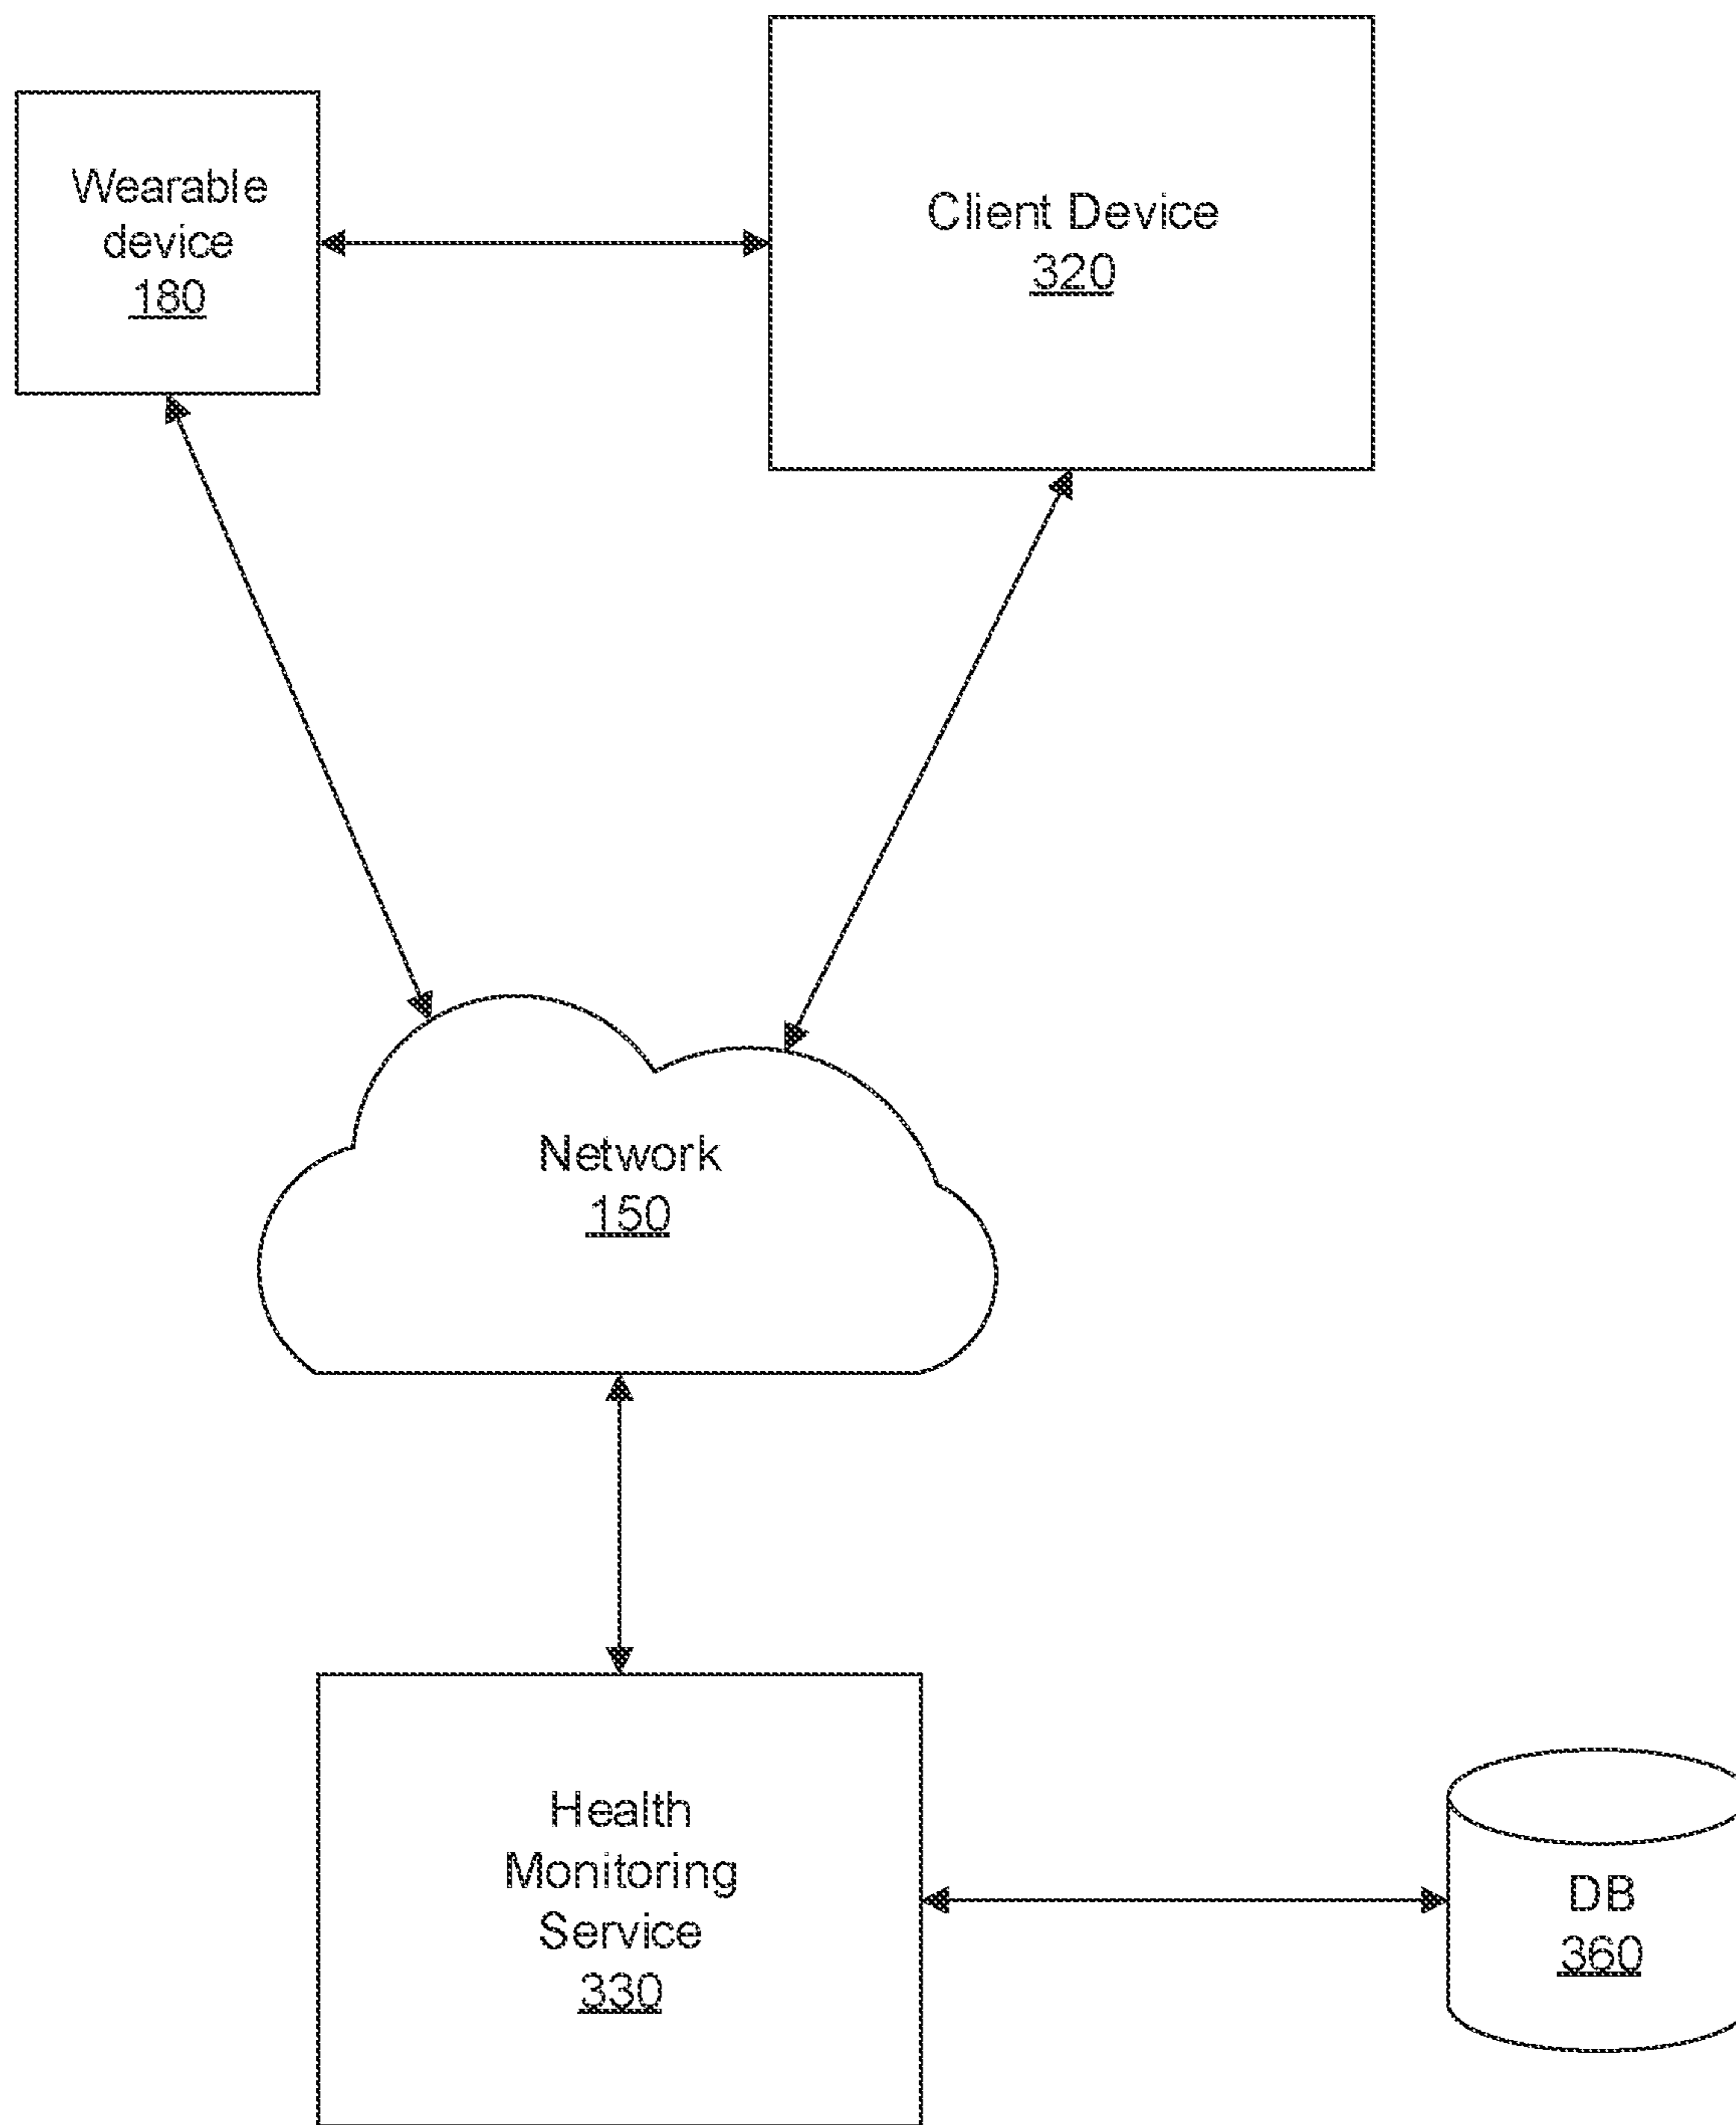 Wearable
device
180
Client Device
320
Network
150
Health
Monitoring
Service
330
DB
360